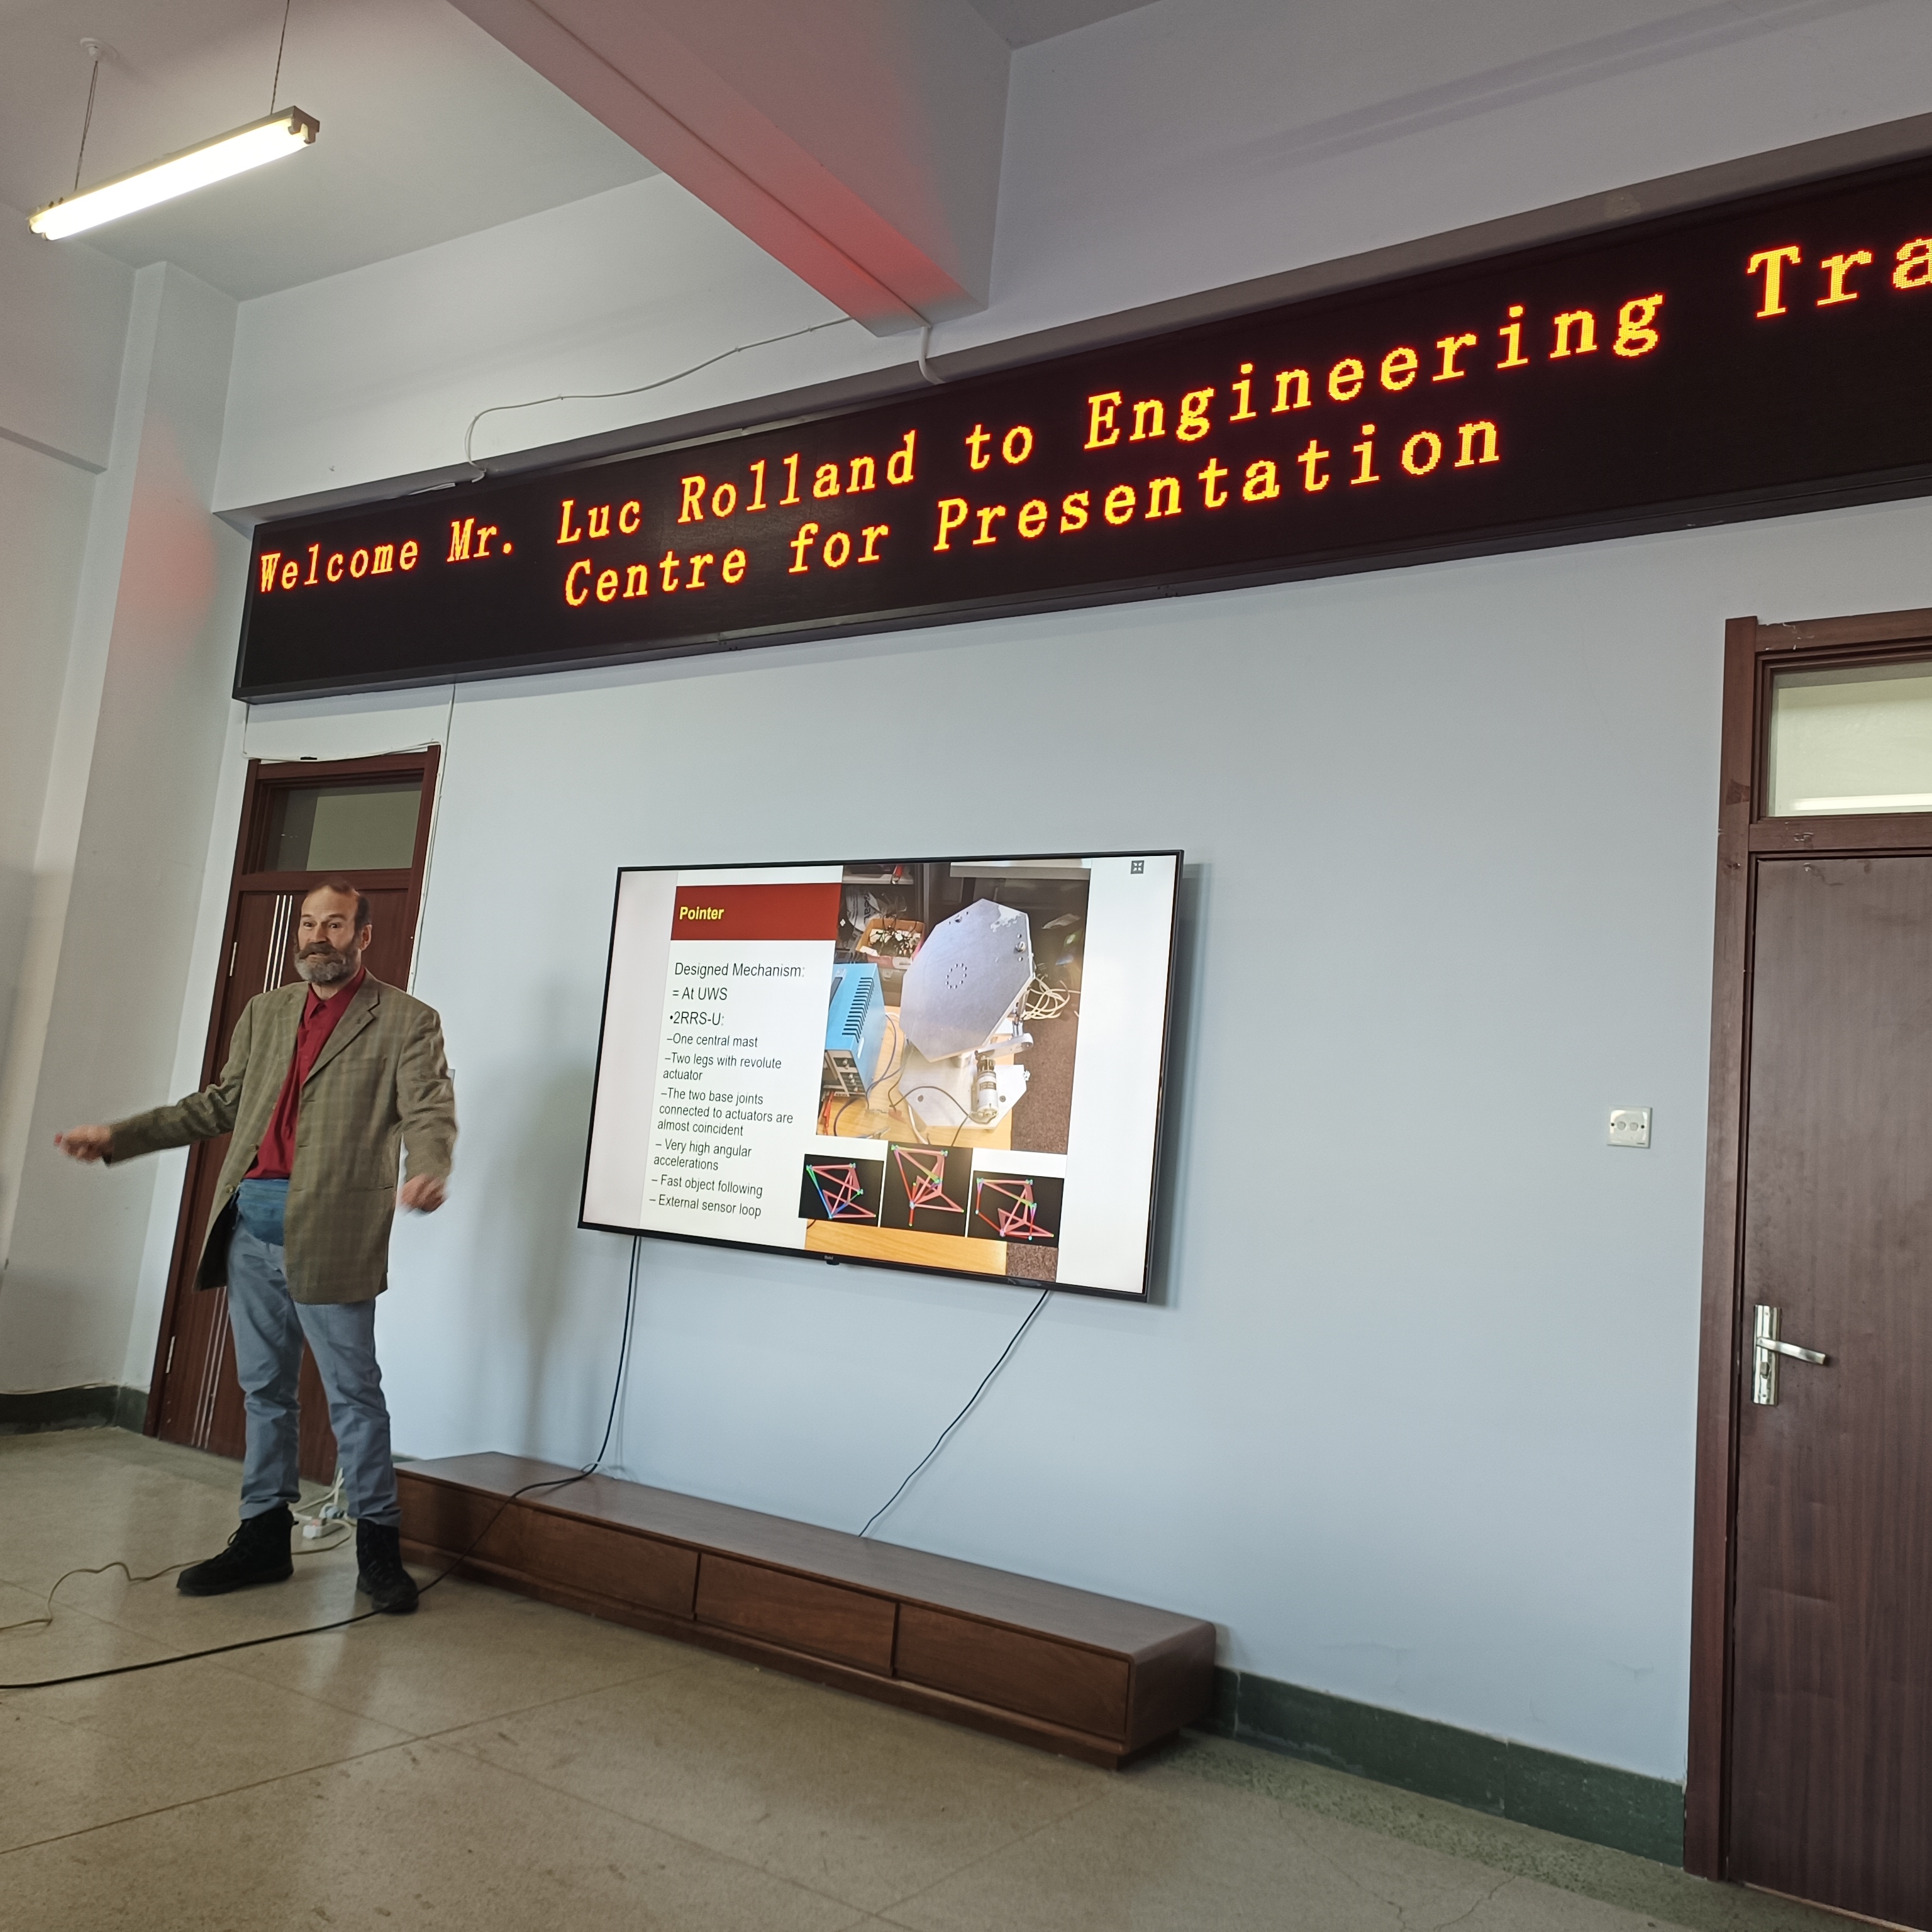 Welcome Mr. Luc Rolland to Engineering Tra
Centre for Presentation
Pointer
Designed Mechanism:
= At UWS
•2RRS-U:
–One central mast
–Two legs with revolute
actuator
–The two base joints
connected to actuators are
almost coincident
– Very high angular
accelerations
– Fast object following
– External sensor loop